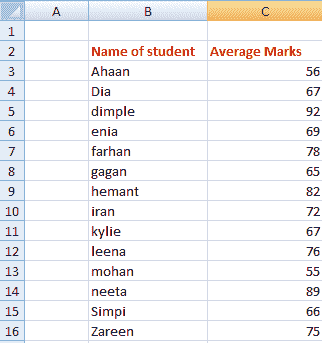 A B C
1
2 Name of student Average Marks
3 Ahaan 56
4 Dia 67
5 dimple 92
6 enia 69
7 farhan 78
8 gagan 65
9 hemant 82
10 iran 72
11 kylie 67
12 leena 76
13 mohan 55
14 neeta 89
15 Simpi 66
16 Zareen 75